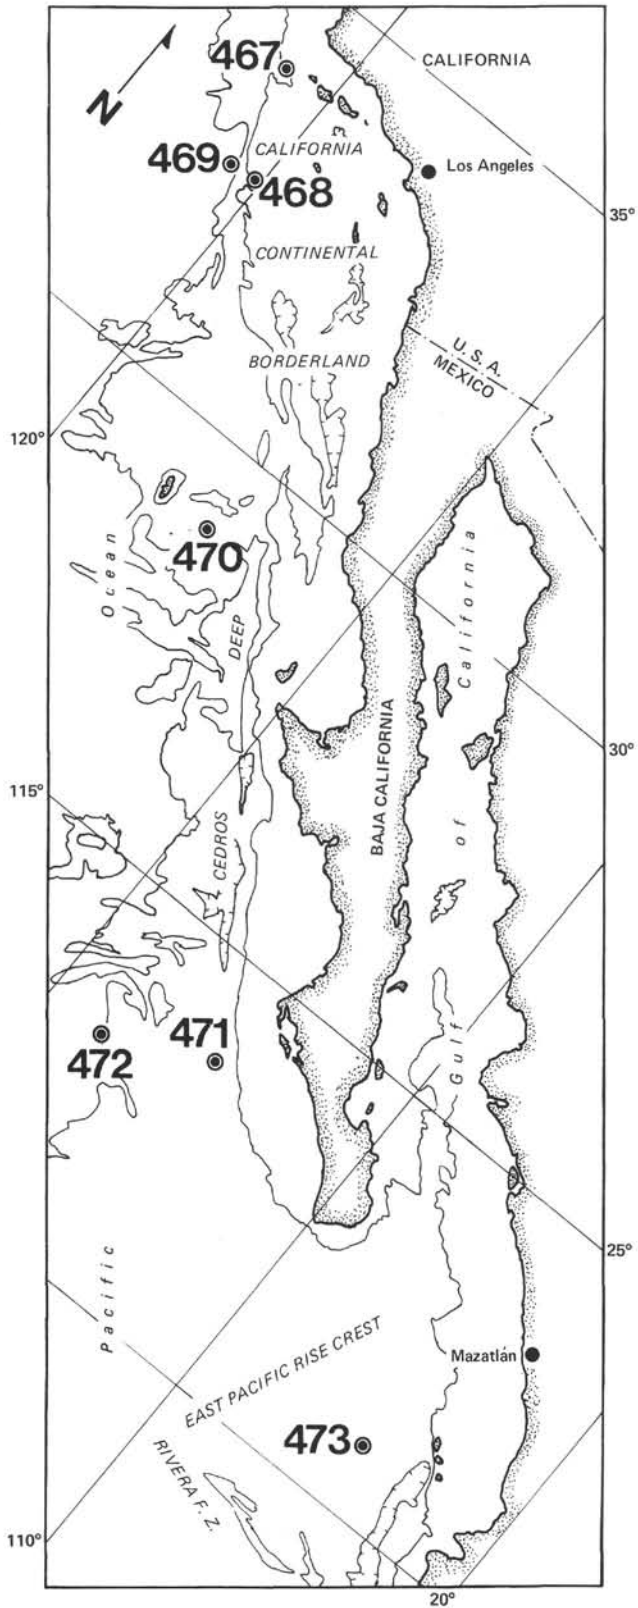 467
CALIFORNIA
N
469
CALIFORNIA
Los Angeles
468
35°
CONTINENTAL
U.S.A.
MEXICO
BORDERLAND
120°
470
Ocean
California
DEEP
BAJA CALIFORNIA
30°
115°
CEDROS
of
471
472
Gulf
25°
Pacific
EAST PACIFIC RISE CREST
Mazatlán
473
RIVERA F. Z.
110°
20°